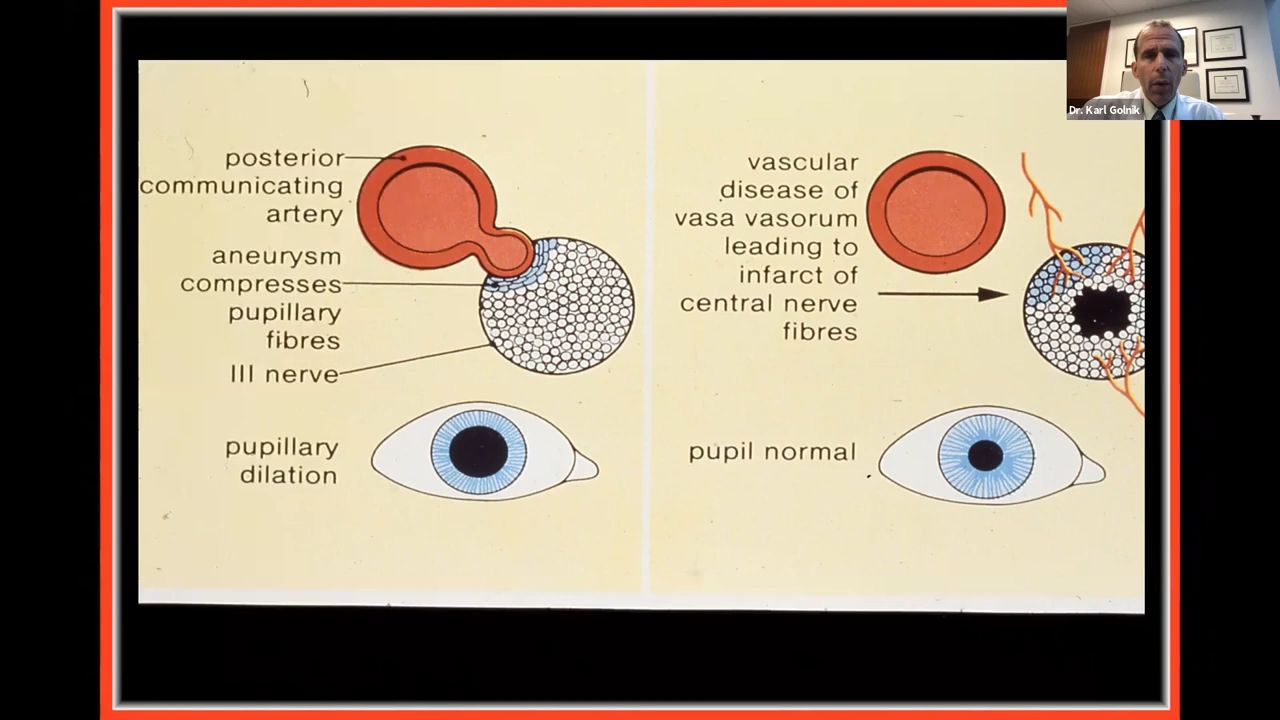 posterior
communicating
artery
aneurysm
compresses
pupillary
fibres
III nerve
pupillary
dilation
vascular
disease of
vasa vasorum
leading to
infarct of
central nerve
fibres
pupil normal
Dr. Karl Golnik